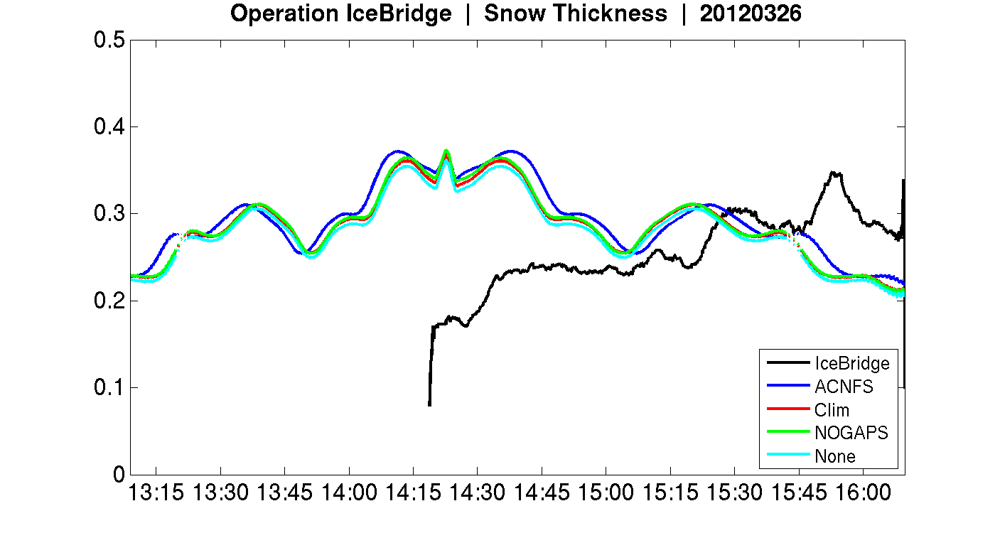 Operation IceBridge | Snow Thickness | 20120326
0.5
0.4
0.3
0.2
0.1
0
IceBridge
ACNFS
Clim
NOGAPS
None
13:15 13:30 13:45 14:00 14:15 14:30 14:45 15:00 15:15 15:30 15:45 16:00